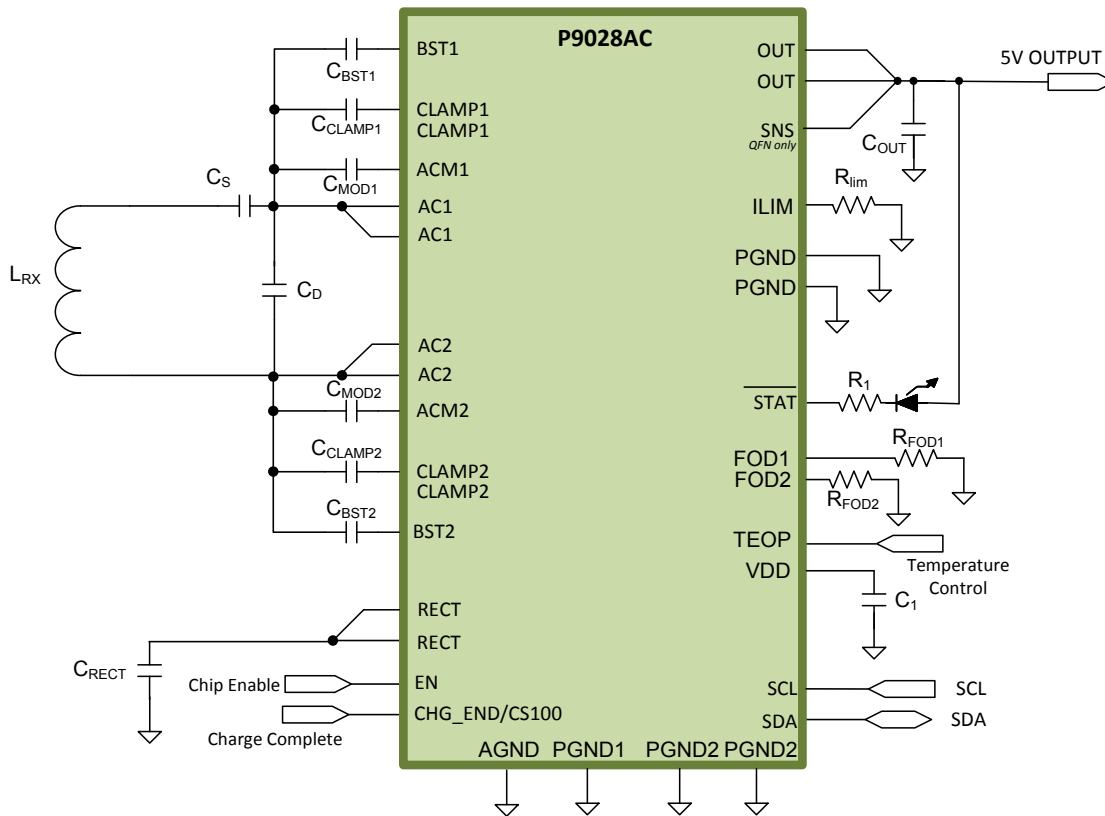 P9028AC
BST1
CBST1
CLAMP1
CLAMP1
CCLAMP1
ACM1
CMOD1
CS
AC1
AC1
LRX
CD
AC2
AC2
CMOD2
ACM2
CCLAMP2
CLAMP2
CLAMP2
CBST2
BST2
RECT
RECT
CRECT
Chip Enable
EN
CHG_END/CS100
Charge Complete
OUT
OUT
5V OUTPUT
SNS
QFN only
COUT
Rlim
ILIM
PGND
PGND
R1
STAT
RFOD1
FOD1
FOD2
RFOD2
TEOP
Temperature
Control
VDD
C1
SCL
SCL
SDA
SDA
AGND
PGND1
PGND2
PGND2